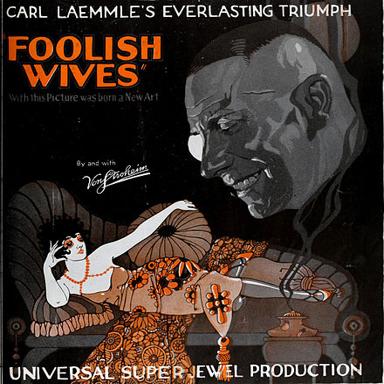 CARL LAEMMLE'S EVERLASTING TRIUMPH
FOOLISH
WIVES"
With this Picture was born a New Art
By and with
Von Stroheim
UNIVERSAL SUPER JEWEL PRODUCTION